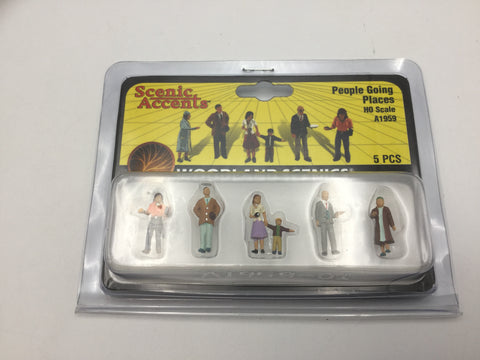 Scenic
Accents®
People Going
Places
HO Scale
A1959
5 PCS
WOODLAND SCENICS®